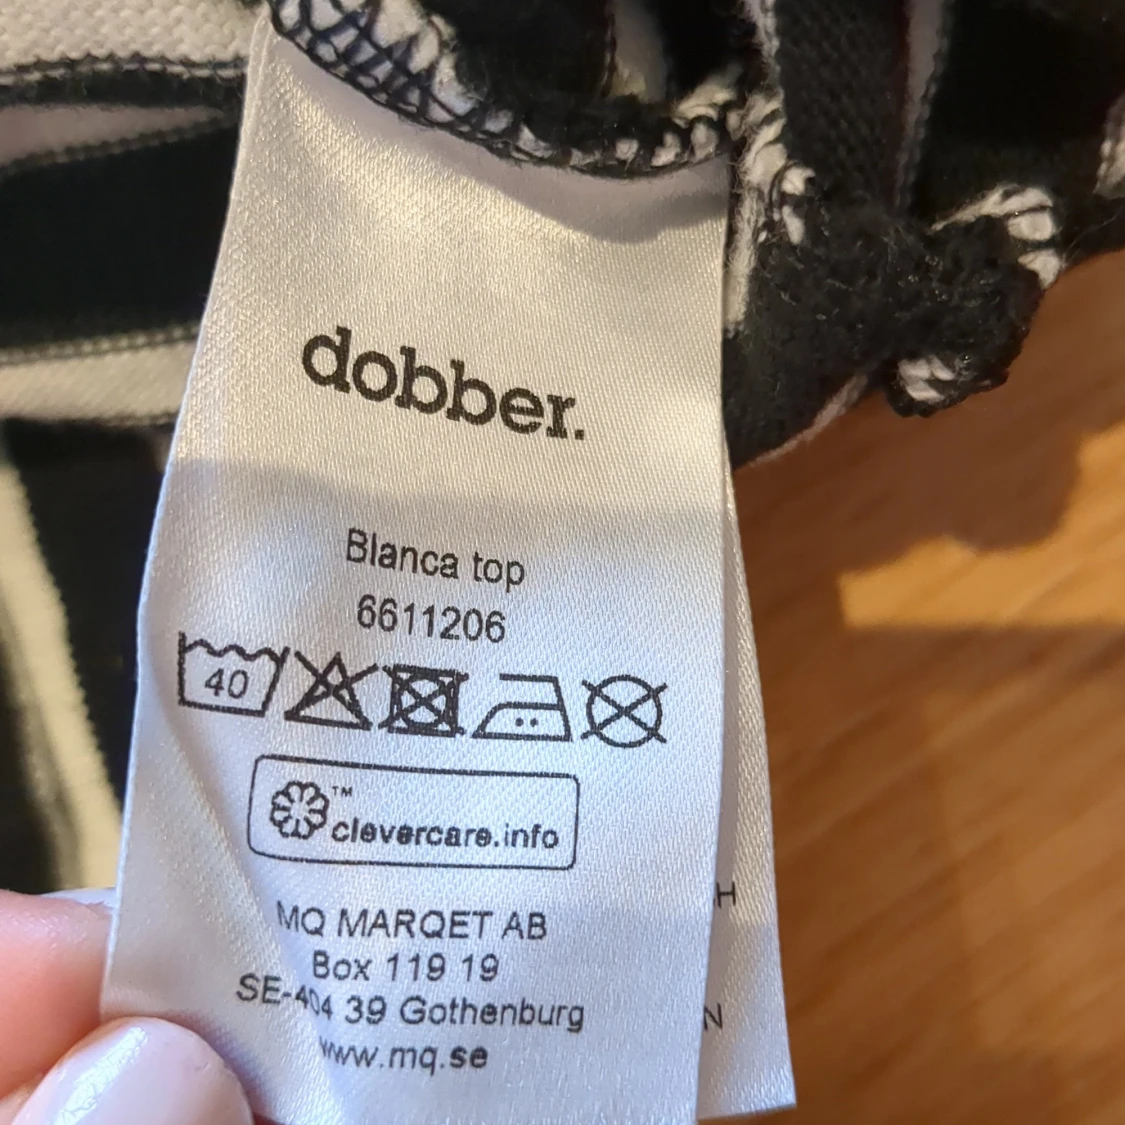 dobber.
Blanca top
6611206
40
™
clevercare.info
MQ MARQET AB
Box 119 19
SE-404 39 Gothenburg
www.mq.se
H
N